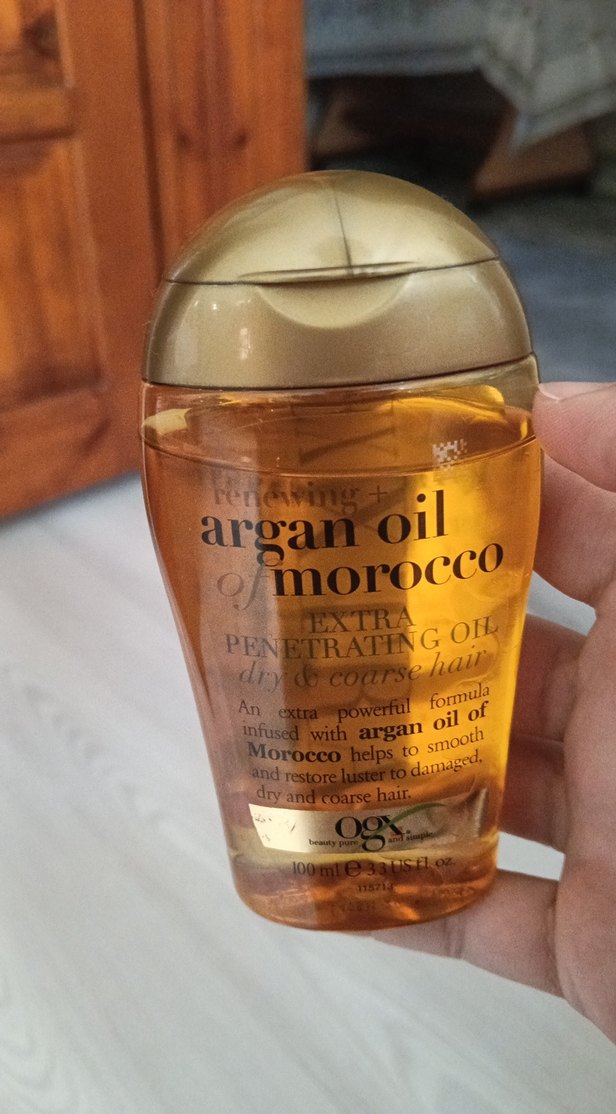 renewing +
argan oil
of morocco
EXTRA
PENETRATING OIL
dry & coarse hair
An extra powerful formula
infused with argan oil of
Morocco helps to smooth
and restore luster to damaged,
dry and coarse hair.
ogx
beauty pure and simple
100 ml e 3.3 US fl. oz.